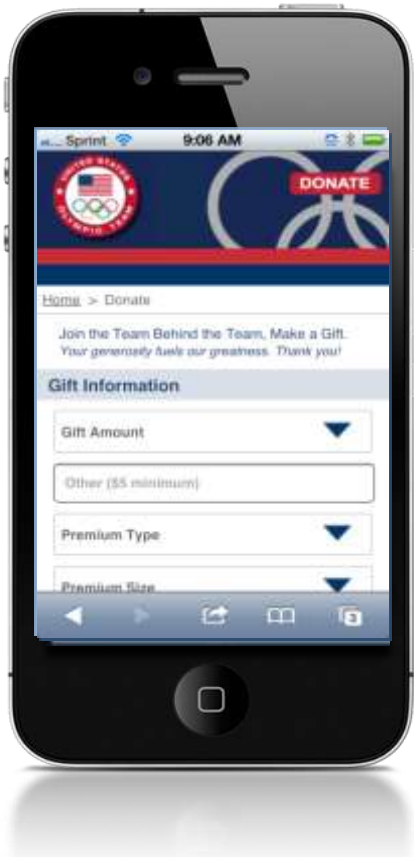 Sprint 9:06 AM
UNITED STATES
OLYMPIC TEAM
DONATE
Home > Donate
Join the Team Behind the Team, Make a Gift.
Your generosity fuels our greatness. Thank you!
Gift Information
Gift Amount
Other ($5 minimum)
Premium Type
Premium Size
3